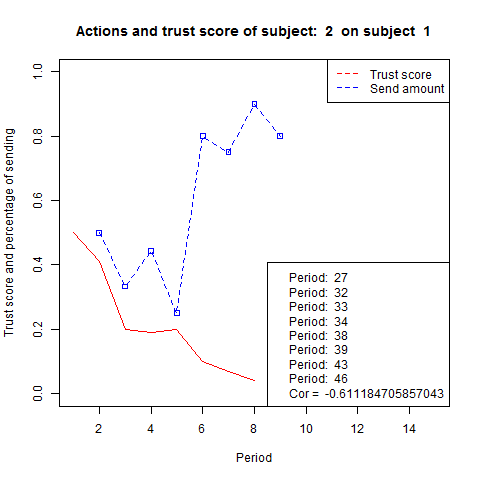 Actions and trust score of subject:  2  on subject  1
Trust score
Send amount
Trust score and percentage of sending
1.0
0.8
0.6
0.4
0.2
0.0
Period:  27
Period:  32
Period:  33
Period:  34
Period:  38
Period:  39
Period:  43
Period:  46
Cor =  -0.611184705857043
2 4 6 8 10 12 14
Period